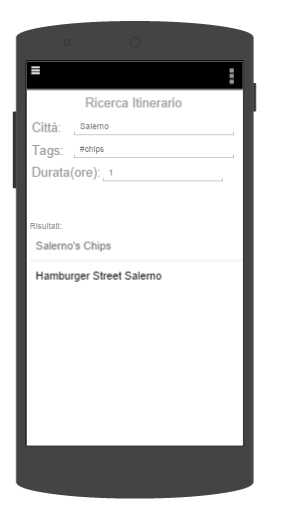 Ricerca Itinerario
Città: Salerno
Tags: #chips
Durata(ore): 1
Risultati:
Salerno's Chips
Hamburger Street Salerno